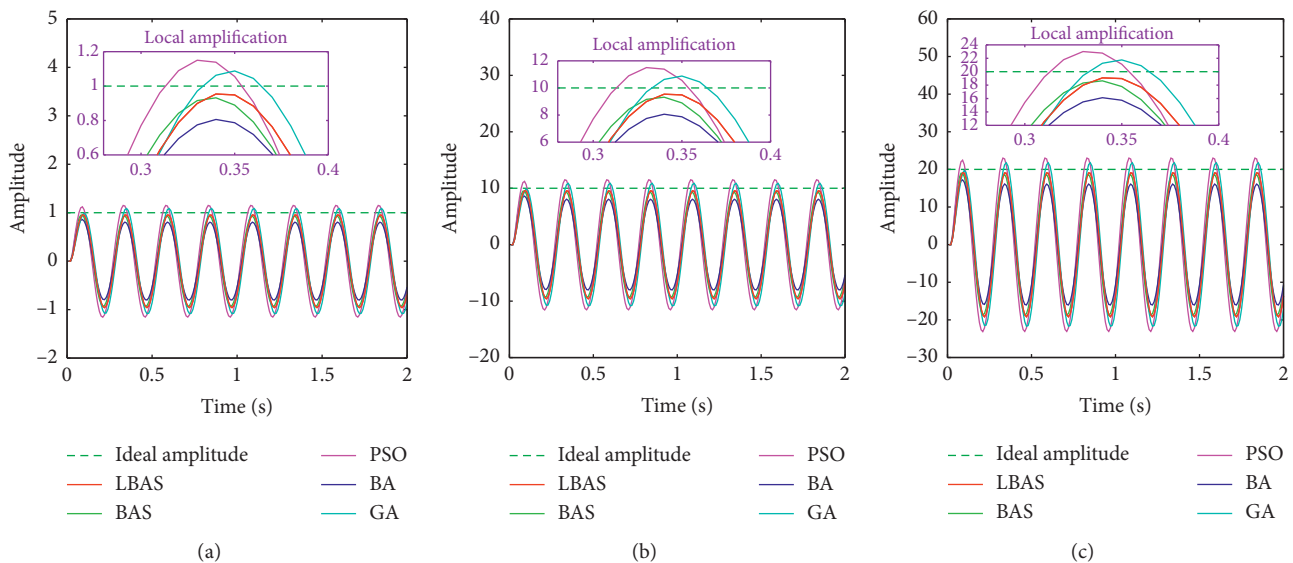 Local amplification
1.2
1
0.8
0.6
0.3 0.35 0.4
5
4
3
2
1
0
−1
−2
Amplitude
0 0.5 1 1.5 2
Time (s)
Ideal amplitude PSO
LBAS BA
BAS GA
(a)
Local amplification
12
10
8
6
0.3 0.35 0.4
40
30
20
10
0
−10
−20
Amplitude
0 0.5 1 1.5 2
Time (s)
Ideal amplitude PSO
LBAS BA
BAS GA
(b)
Local amplification
24
22
20
18
16
14
12
0.3 0.35 0.4
60
50
40
30
20
10
0
−10
−20
−30
Amplitude
0 0.5 1 1.5 2
Time (s)
Ideal amplitude PSO
LBAS BA
BAS GA
(c)